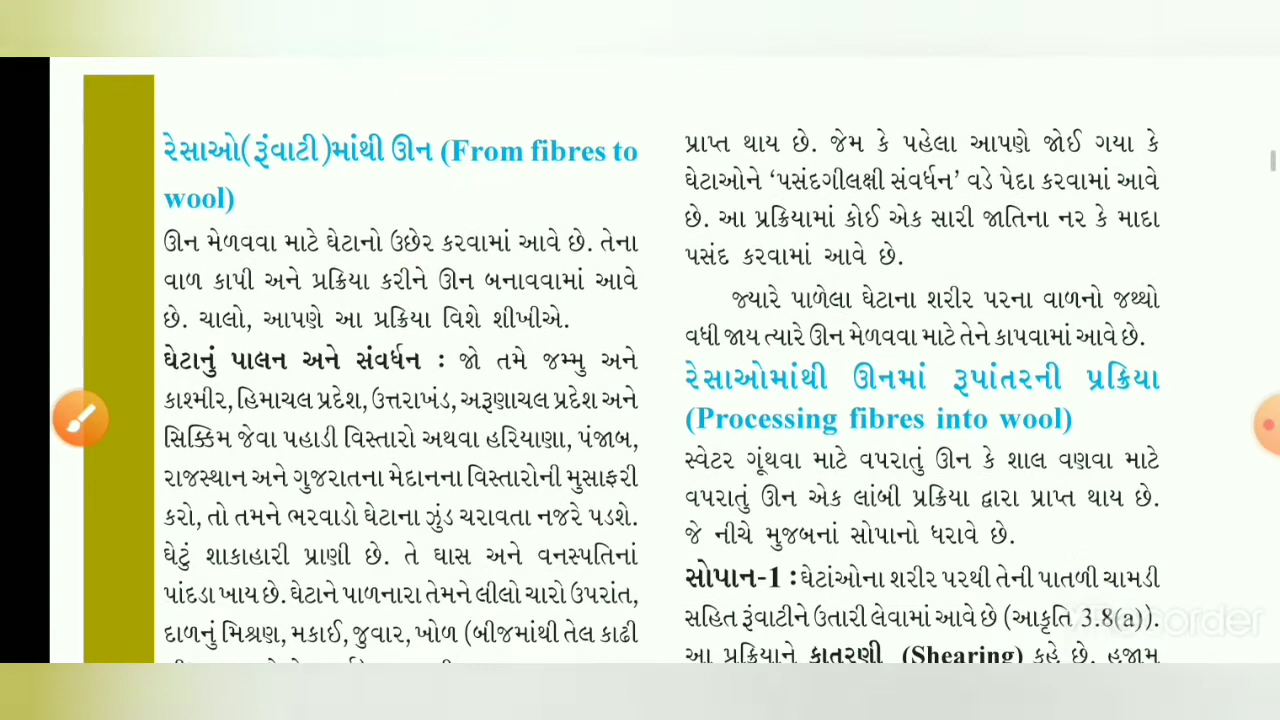 રેસાઓ(રૂંવાટી)માંથી ઊન (From fibres to
wool)
ઊન મેળવવા માટે ઘેટાનો ઉછેર કરવામાં આવે છે. તેના
વાળ કાપી અને પ્રક્રિયા કરીને ઊન બનાવવામાં આવે
છે. ચાલો, આપણે આ પ્રક્રિયા વિશે શીખીએ.
ઘેટાનું પાલન અને સંવર્ધન : જો તમે જમ્મુ અને
કાશ્મીર, હિમાચલ પ્રદેશ, ઉત્તરાખંડ, અરૂણાચલ પ્રદેશ અને
સિક્કિમ જેવા પહાડી વિસ્તારો અથવા હરિયાણા, પંજાબ,
રાજસ્થાન અને ગુજરાતના મેદાનના વિસ્તારોની મુસાફરી
કરો, તો તમને ભરવાડો ઘેટાના ઝુંડ ચરાવતા નજરે પડશે.
ઘેટું શાકાહારી પ્રાણી છે. તે ઘાસ અને વનસ્પતિનાં
પાંદડા ખાય છે. ઘેટાને પાળનારા તેમને લીલો ચારો ઉપરાંત,
દાળનું મિશ્રણ, મકાઈ, જુવાર, ખોળ (બીજમાંથી તેલ કાઢી
પ્રાપ્ત થાય છે. જેમ કે પહેલા આપણે જોઈ ગયા કે
ઘેટાઓને ‘પસંદગીલક્ષી સંવર્ધન’ વડે પેદા કરવામાં આવે
છે. આ પ્રક્રિયામાં કોઈ એક સારી જાતિના નર કે માદા
પસંદ કરવામાં આવે છે.
જ્યારે પાળેલા ઘેટાના શરીર પરના વાળનો જથ્થો
વધી જાય ત્યારે ઊન મેળવવા માટે તેને કાપવામાં આવે છે.
રેસાઓમાંથી ઊનમાં રૂપાંતરની પ્રક્રિયા
(Processing fibres into wool)
સ્વેટર ગૂંથવા માટે વપરાતું ઊન કે શાલ વણવા માટે
વપરાતું ઊન એક લાંબી પ્રક્રિયા દ્વારા પ્રાપ્ત થાય છે.
જે નીચે મુજબનાં સોપાનો ધરાવે છે.
સોપાન-1 : ઘેટાંઓના શરીર પરથી તેની પાતળી ચામડી
સહિત રૂંવાટીને ઉતારી લેવામાં આવે છે (આકૃતિ 3.8(a)).
આ પ્રક્રિયાને કાતરણી (Shearing) કહે છે. હજામ